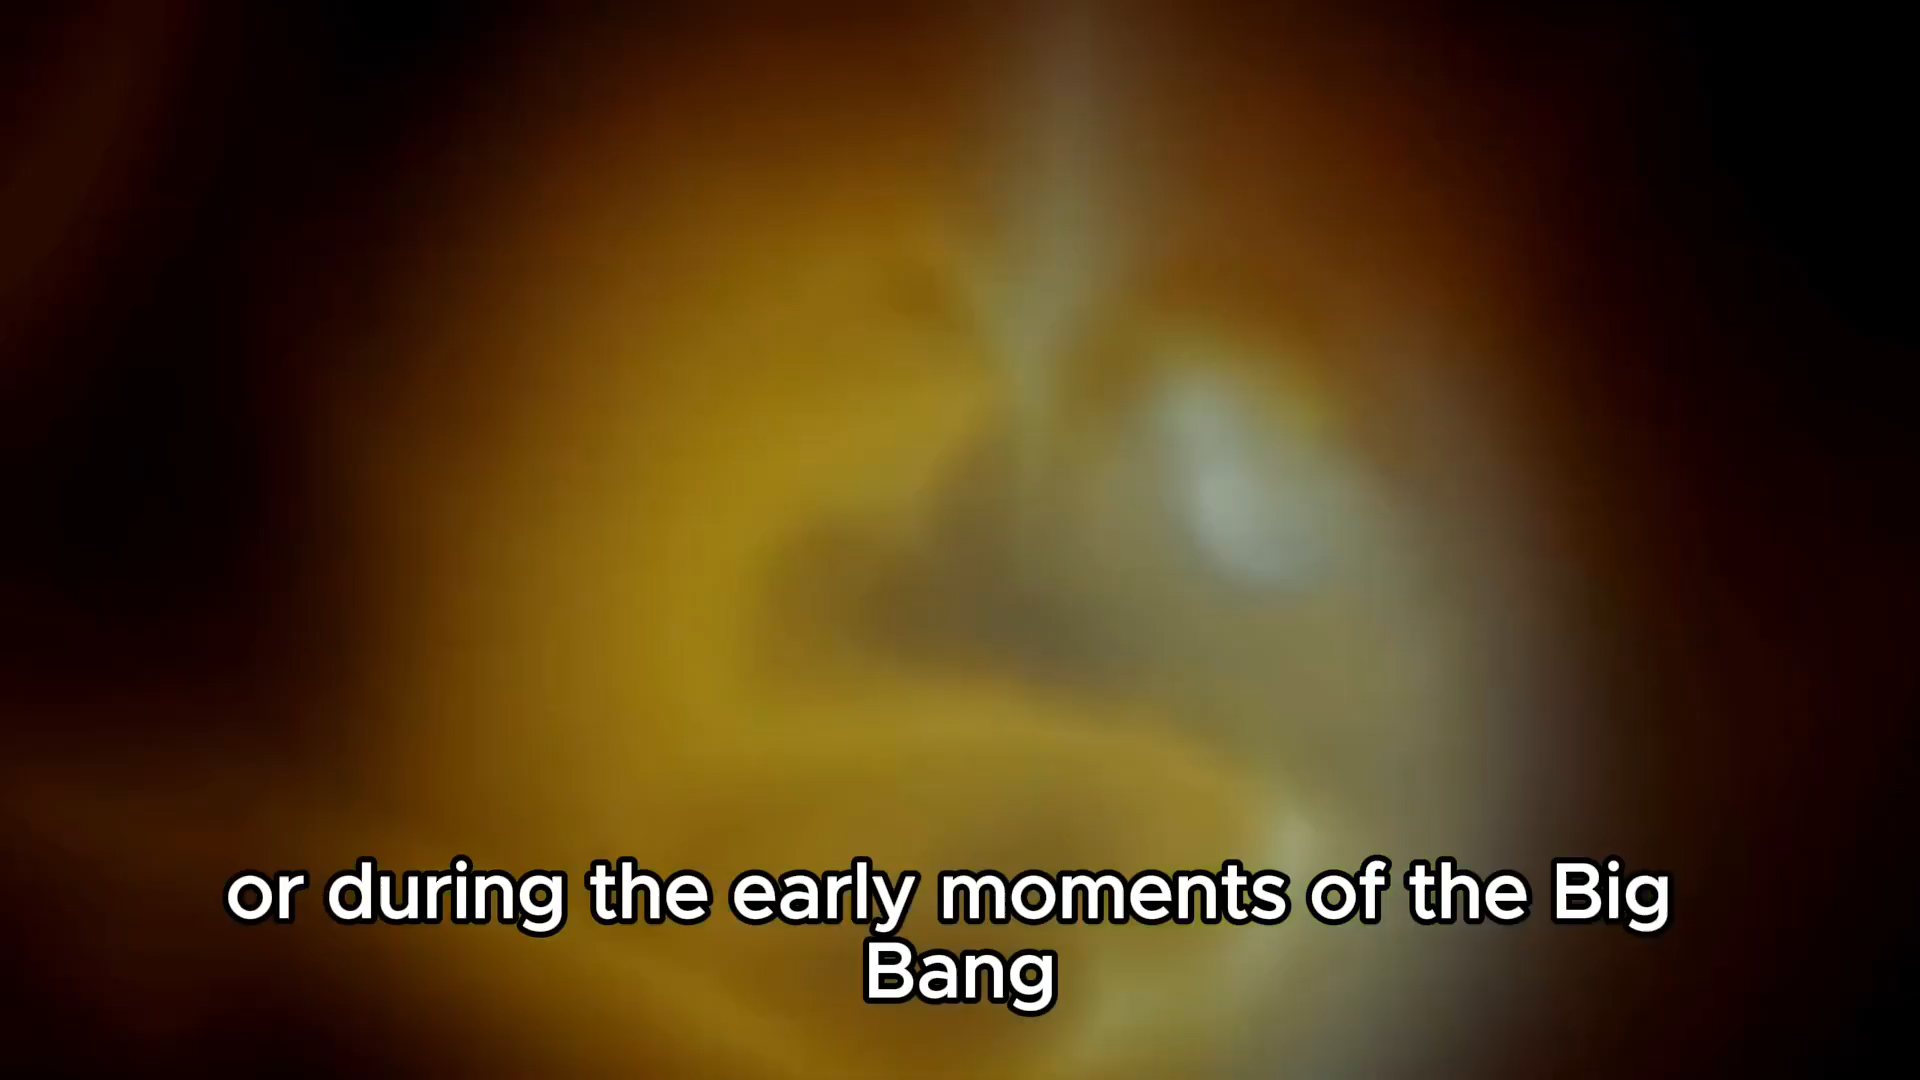 or during the early moments of the Big
Bang